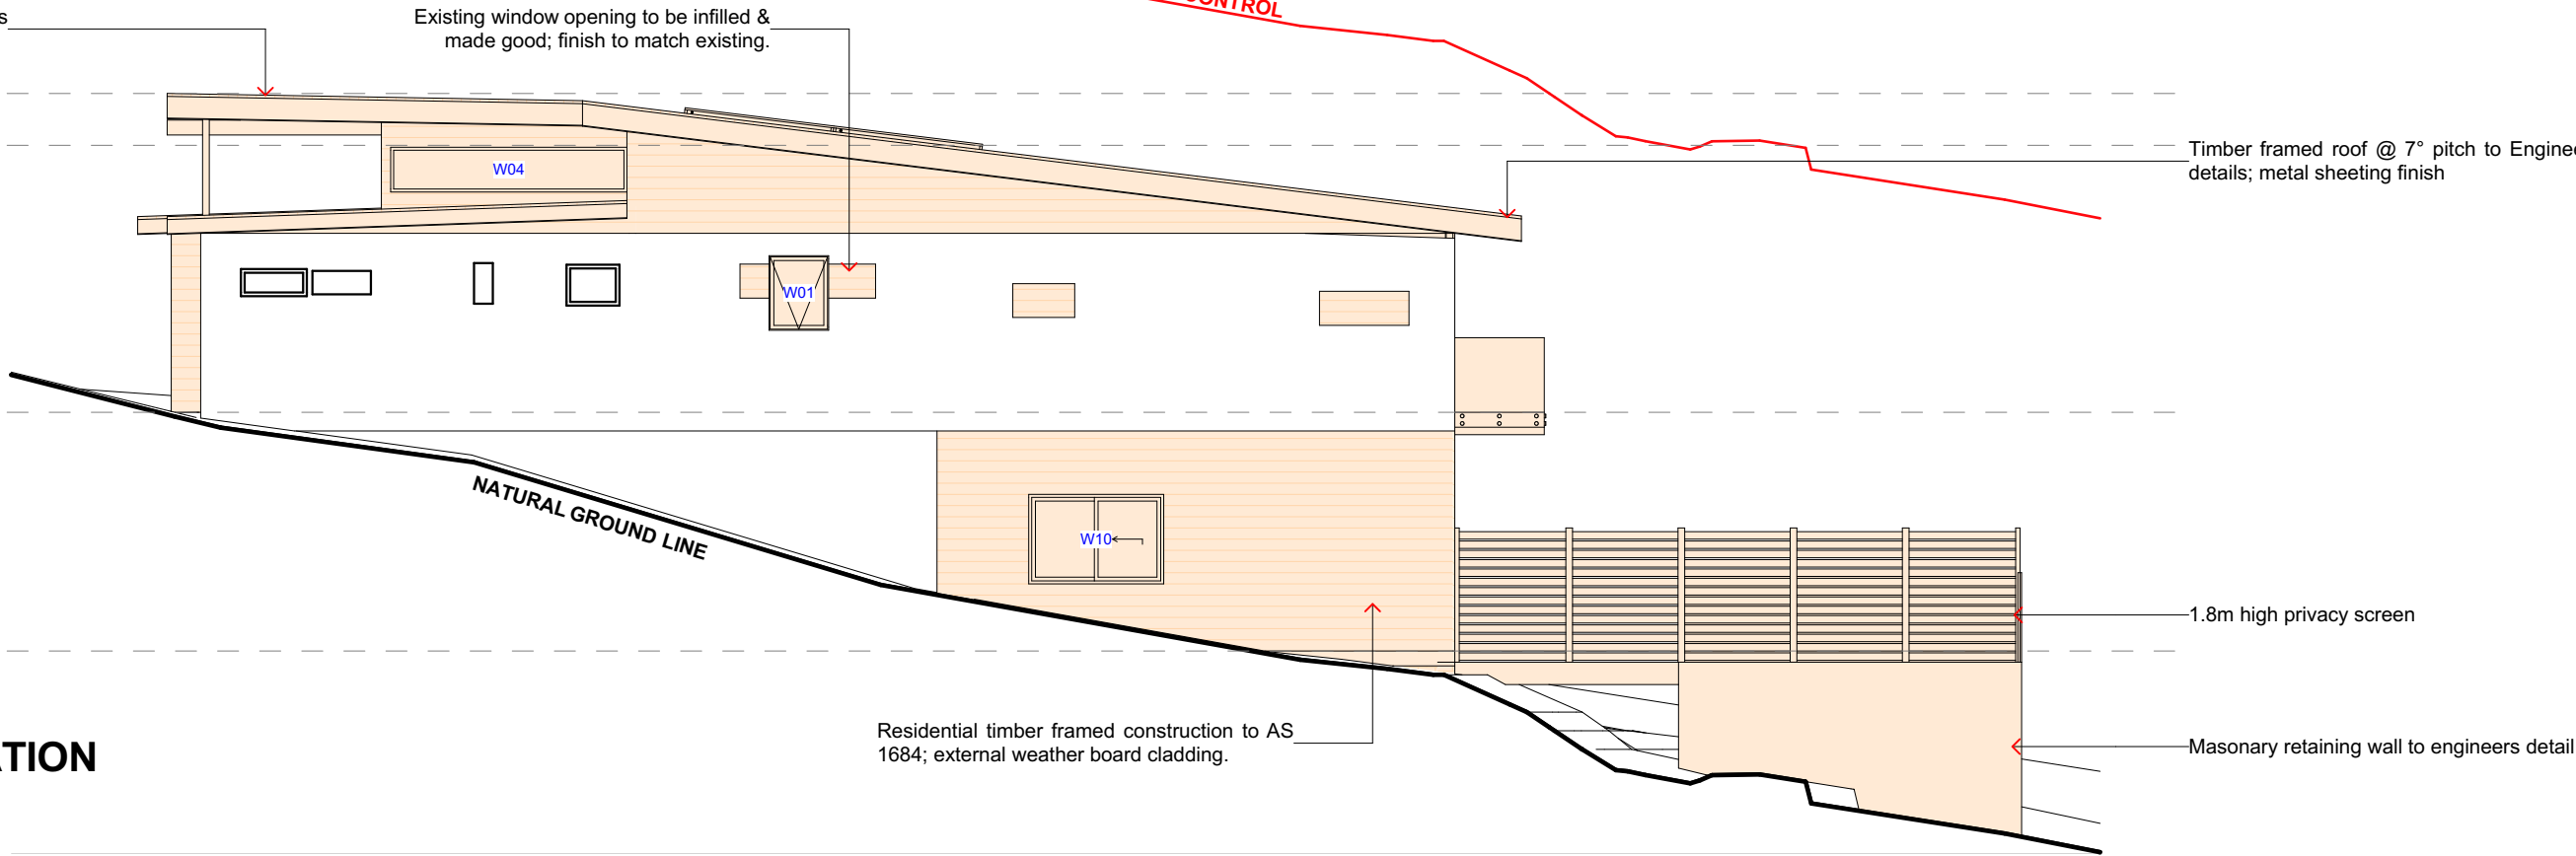 s
Existing window opening to be infilled &
made good; finish to match existing.
CONTROL
Timber framed roof @ 7° pitch to Engine
details; metal sheeting finish
W04
W01
NATURAL GROUND LINE
W10
1.8m high privacy screen
Residential timber framed construction to AS
1684; external weather board cladding.
Masonary retaining wall to engineers detail
ATION